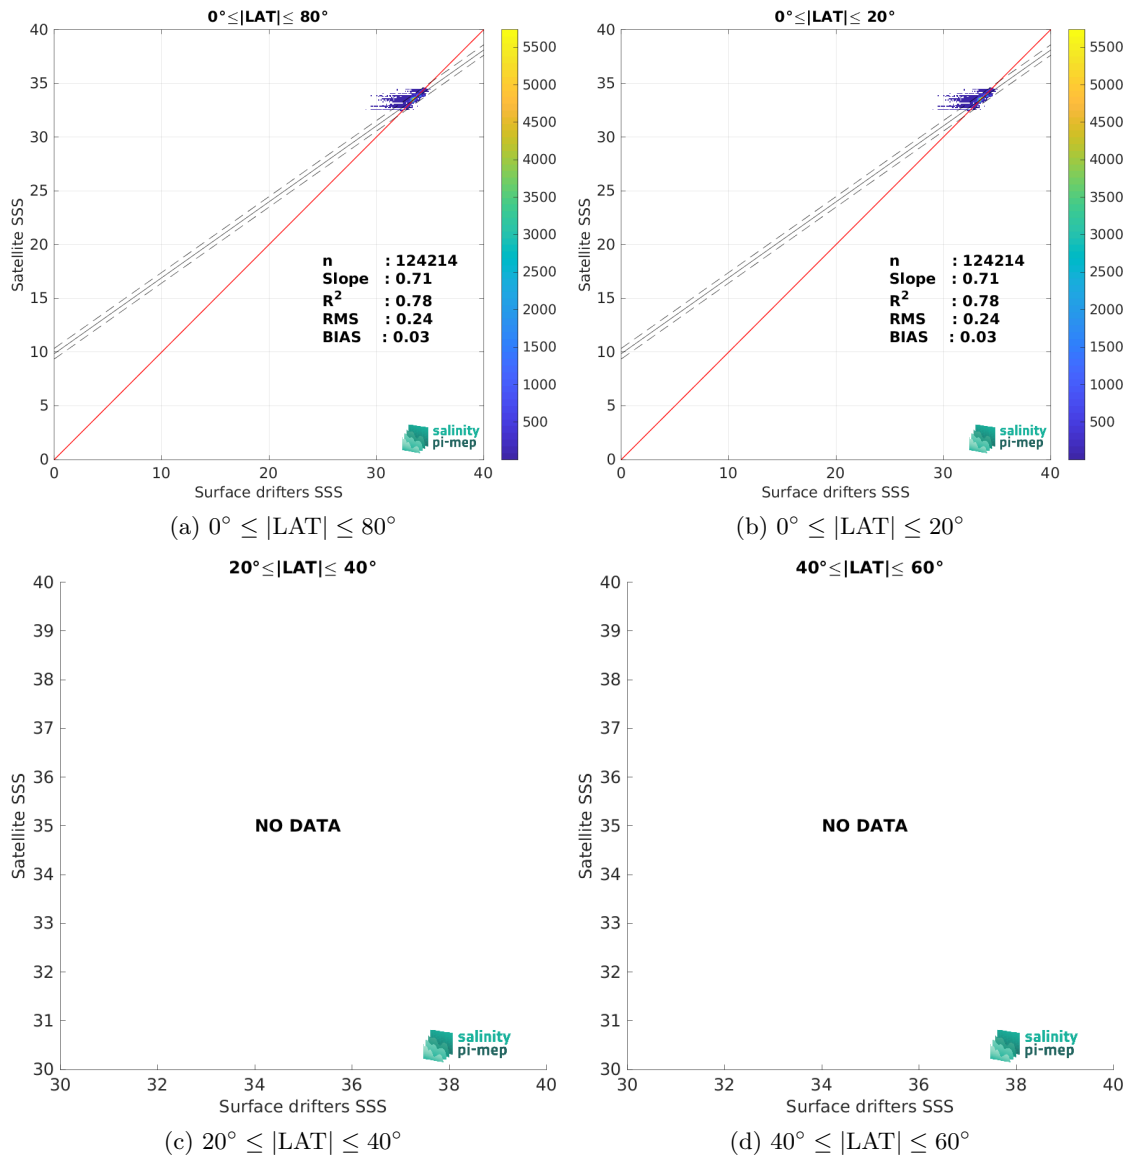 0°≤|LAT|≤ 80°
40
35
30
25
20
15
10
5
0
Satellite SSS
n : 124214
Slope : 0.71
R² : 0.78
RMS : 0.24
BIAS : 0.03
salinity
pi-mep
0 10 20 30 40
Surface drifters SSS
5500
5000
4500
4000
3500
3000
2500
2000
1500
1000
500
(a) 0° ≤ |LAT| ≤ 80°
0°≤|LAT|≤ 20°
40
35
30
25
20
15
10
5
0
Satellite SSS
n : 124214
Slope : 0.71
R² : 0.78
RMS : 0.24
BIAS : 0.03
salinity
pi-mep
0 10 20 30 40
Surface drifters SSS
5500
5000
4500
4000
3500
3000
2500
2000
1500
1000
500
(b) 0° ≤ |LAT| ≤ 20°
20°≤|LAT|≤ 40°
40
39
38
37
36
35
34
33
32
31
30
Satellite SSS
NO DATA
salinity
pi-mep
30 32 34 36 38 40
Surface drifters SSS
(c) 20° ≤ |LAT| ≤ 40°
40°≤|LAT|≤ 60°
40
39
38
37
36
35
34
33
32
31
30
Satellite SSS
NO DATA
salinity
pi-mep
30 32 34 36 38 40
Surface drifters SSS
(d) 40° ≤ |LAT| ≤ 60°